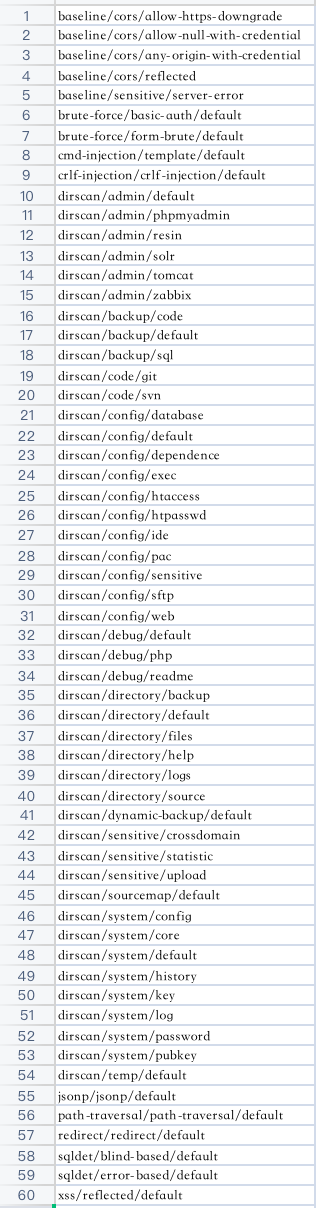 1 baseline/cors/allow-https-downgrade
2 baseline/cors/allow-null-with-credential
3 baseline/cors/any-origin-with-credential
4 baseline/cors/reflected
5 baseline/sensitive/server-error
6 brute-force/basic-auth/default
7 brute-force/form-brute/default
8 cmd-injection/template/default
9 crlf-injection/crlf-injection/default
10 dirscan/admin/default
11 dirscan/admin/phpmyadmin
12 dirscan/admin/resin
13 dirscan/admin/solr
14 dirscan/admin/tomcat
15 dirscan/admin/zabbix
16 dirscan/backup/code
17 dirscan/backup/default
18 dirscan/backup/sql
19 dirscan/code/git
20 dirscan/code/svn
21 dirscan/config/database
22 dirscan/config/default
23 dirscan/config/dependence
24 dirscan/config/exec
25 dirscan/config/htaccess
26 dirscan/config/htpasswd
27 dirscan/config/ide
28 dirscan/config/pac
29 dirscan/config/sensitive
30 dirscan/config/sftp
31 dirscan/config/web
32 dirscan/debug/default
33 dirscan/debug/php
34 dirscan/debug/readme
35 dirscan/directory/backup
36 dirscan/directory/default
37 dirscan/directory/files
38 dirscan/directory/help
39 dirscan/directory/logs
40 dirscan/directory/source
41 dirscan/dynamic-backup/default
42 dirscan/sensitive/crossdomain
43 dirscan/sensitive/statistic
44 dirscan/sensitive/upload
45 dirscan/sourcemap/default
46 dirscan/system/config
47 dirscan/system/core
48 dirscan/system/default
49 dirscan/system/history
50 dirscan/system/key
51 dirscan/system/log
52 dirscan/system/password
53 dirscan/system/pubkey
54 dirscan/temp/default
55 jsonp/jsonp/default
56 path-traversal/path-traversal/default
57 redirect/redirect/default
58 sqldet/blind-based/default
59 sqldet/error-based/default
60 xss/reflected/default